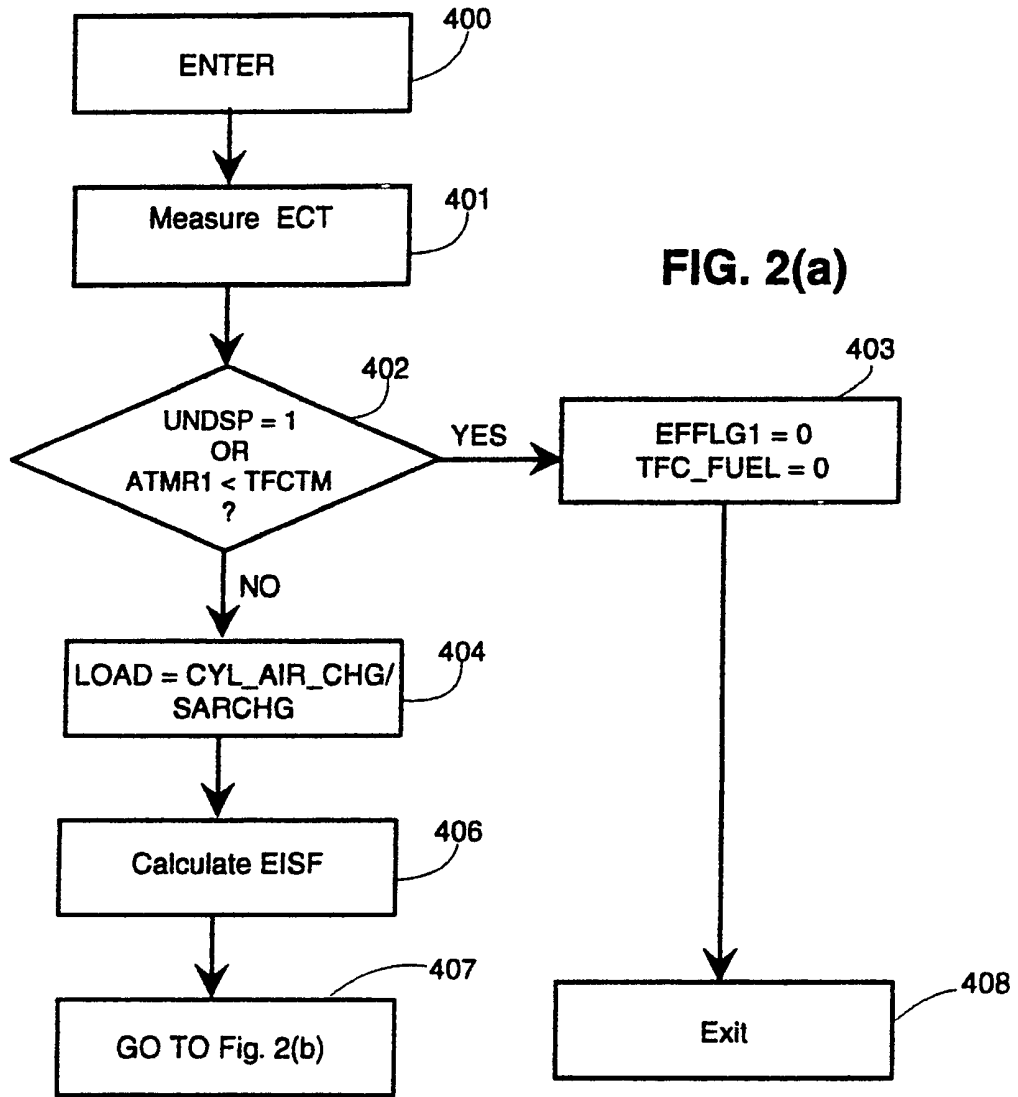 400
ENTER
Measure ECT
401
FIG. 2(a)
402
UNDSP = 1
OR
ATMR1 < TFCTM
?
YES
403
EFFLG1 = 0
TFC_FUEL = 0
NO
LOAD = CYL_AIR_CHG/
SARCHG
404
Calculate EISF
406
407
GO TO Fig. 2(b)
Exit
408